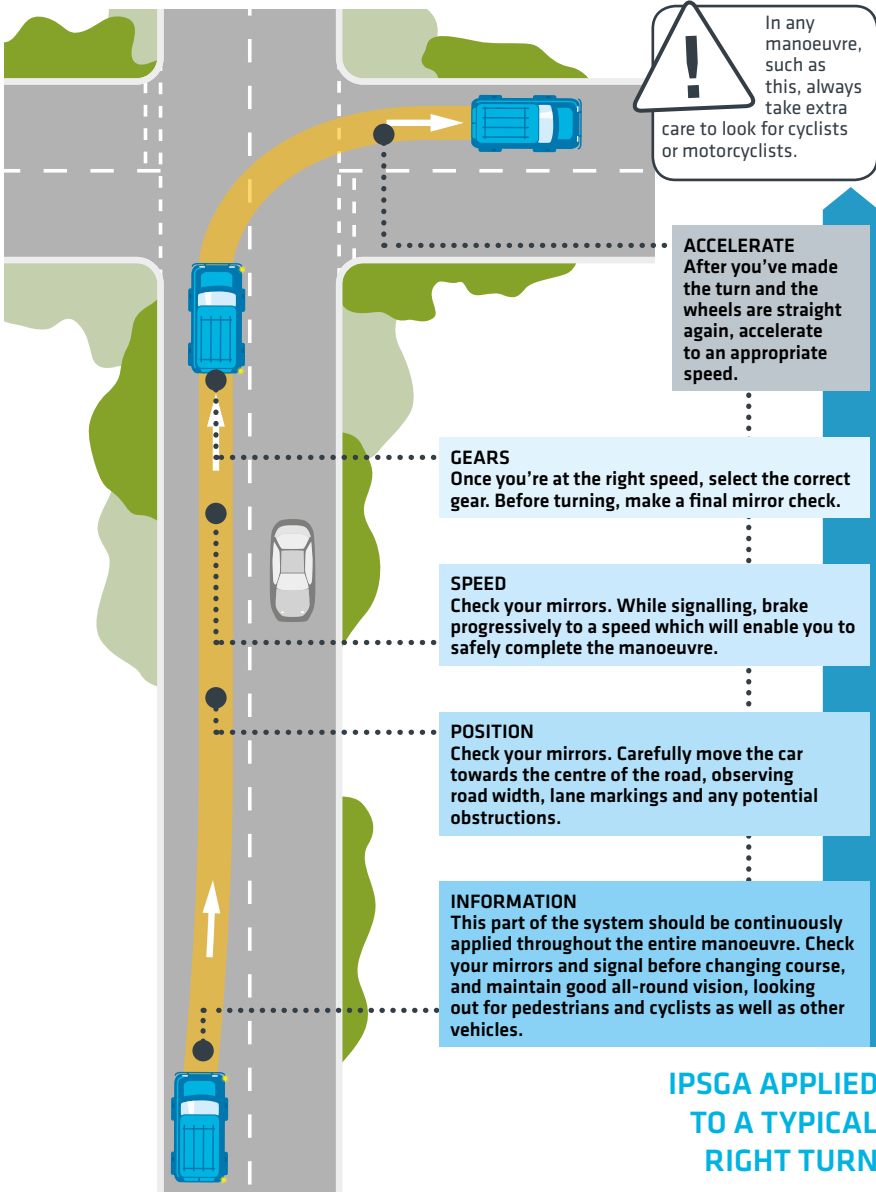 !
In any
manoeuvre,
such as
this, always
take extra
care to look for cyclists
or motorcyclists.
ACCELERATE
After you’ve made
the turn and the
wheels are straight
again, accelerate
to an appropriate
speed.
GEARS
Once you’re at the right speed, select the correct
gear. Before turning, make a final mirror check.
SPEED
Check your mirrors. While signalling, brake
progressively to a speed which will enable you to
safely complete the manoeuvre.
POSITION
Check your mirrors. Carefully move the car
towards the centre of the road, observing
road width, lane markings and any potential
obstructions.
INFORMATION
This part of the system should be continuously
applied throughout the entire manoeuvre. Check
your mirrors and signal before changing course,
and maintain good all-round vision, looking
out for pedestrians and cyclists as well as other
vehicles.
IPSGA APPLIED
TO A TYPICAL
RIGHT TURN